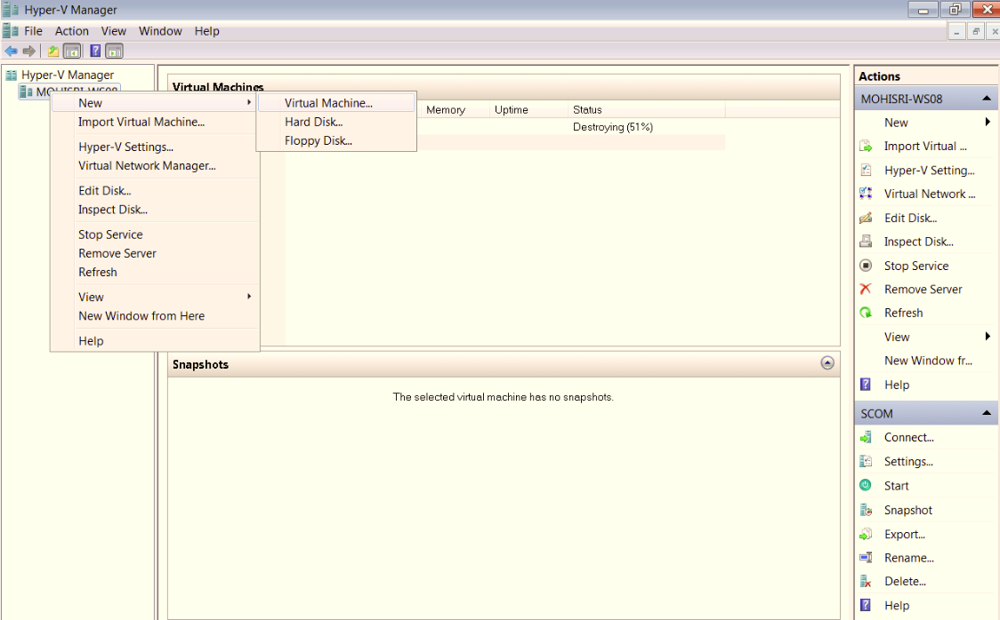 Hyper-V Manager
File Action View Window Help
Hyper-V Manager
MOHISRI-WS08
New
Import Virtual Machine...
Hyper-V Settings...
Virtual Network Manager...
Edit Disk...
Inspect Disk...
Stop Service
Remove Server
Refresh
View
New Window from Here
Help
Virtual Machine...
Hard Disk...
Floppy Disk...
Virtual Machines
Memory Uptime Status
Destroying (51%)
Snapshots
The selected virtual machine has no snapshots.
Actions
MOHISRI-WS08
New
Import Virtual ...
Hyper-V Setting...
Virtual Network ...
Edit Disk...
Inspect Disk...
Stop Service
Remove Server
Refresh
View
New Window fr...
Help
SCOM
Connect...
Settings...
Start
Snapshot
Export...
Rename...
Delete...
Help